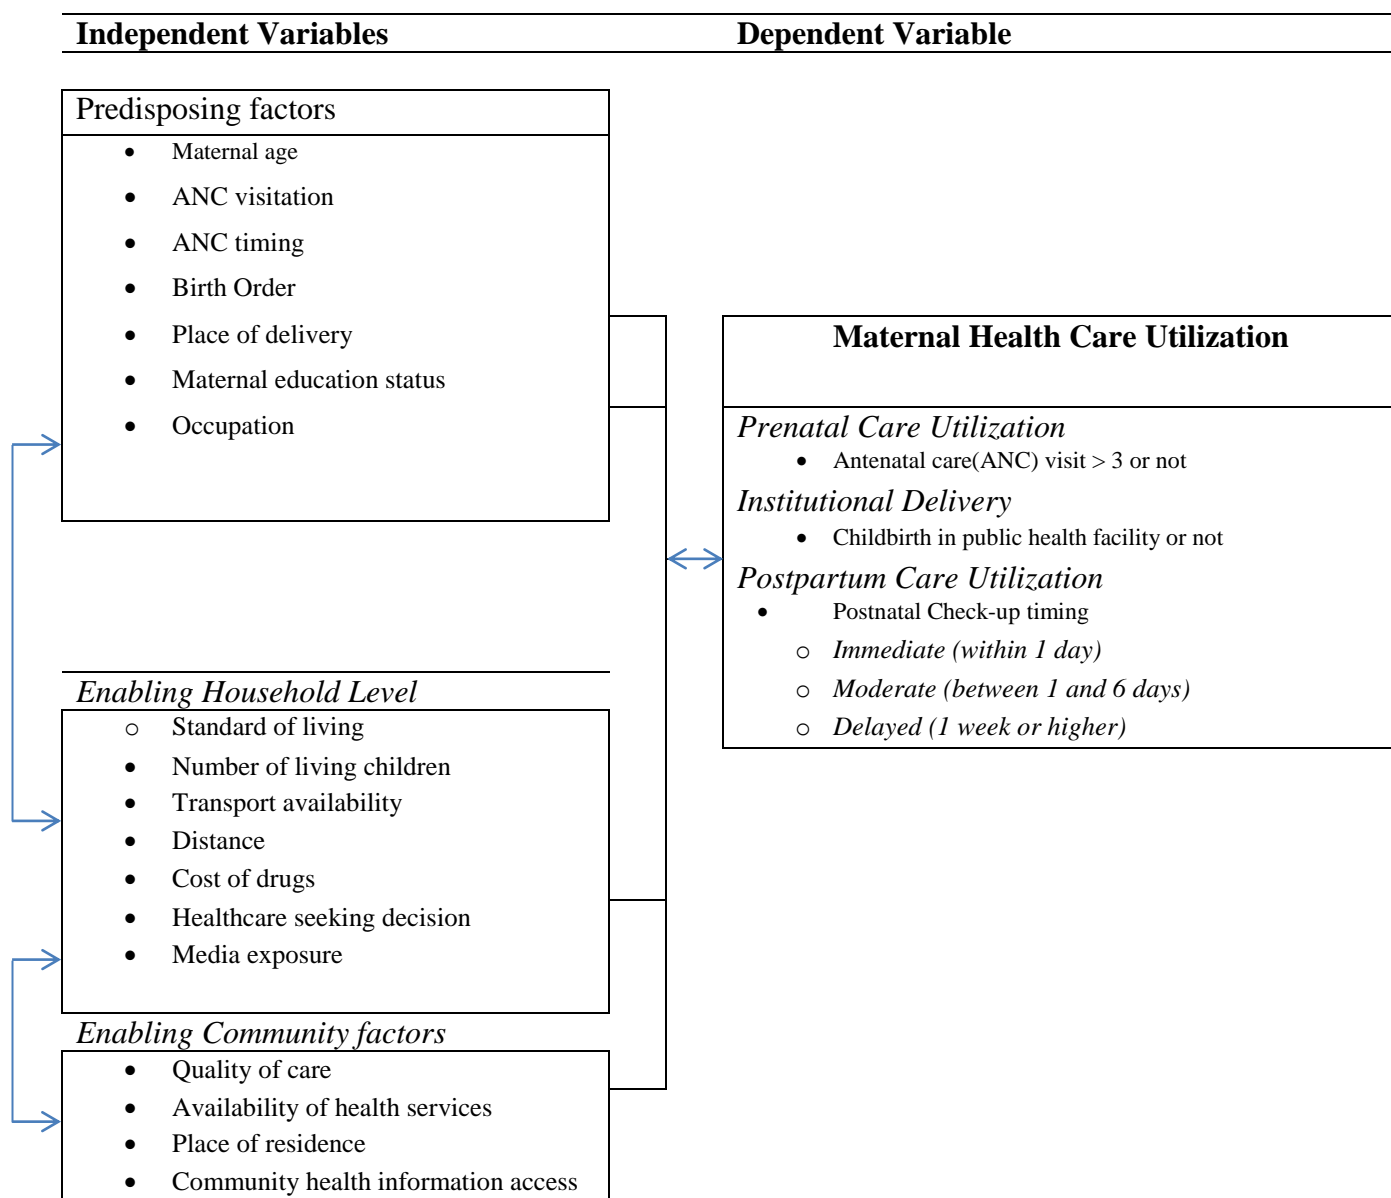 Independent Variables
Dependent Variable
Predisposing factors
• Maternal age
• ANC visitation
• ANC timing
• Birth Order
• Place of delivery
• Maternal education status
• Occupation
Enabling Household Level
o Standard of living
• Number of living children
• Transport availability
• Distance
• Cost of drugs
• Healthcare seeking decision
• Media exposure
Enabling Community factors
• Quality of care
• Availability of health services
• Place of residence
• Community health information access
Maternal Health Care Utilization
Prenatal Care Utilization
• Antenatal care(ANC) visit > 3 or not
Institutional Delivery
• Childbirth in public health facility or not
Postpartum Care Utilization
• Postnatal Check-up timing
o Immediate (within 1 day)
o Moderate (between 1 and 6 days)
o Delayed (1 week or higher)